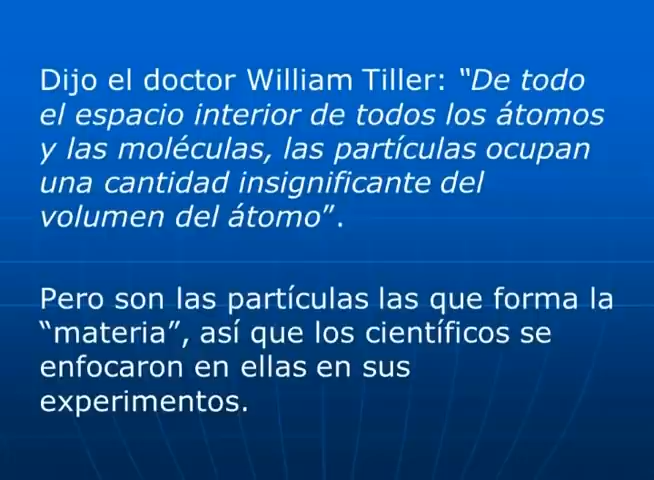 Dijo el doctor William Tiller: “De todo
el espacio interior de todos los átomos
y las moléculas, las partículas ocupan
una cantidad insignificante del
volumen del átomo”.
Pero son las partículas las que forma la
“materia”, así que los científicos se
enfocaron en ellas en sus
experimentos.